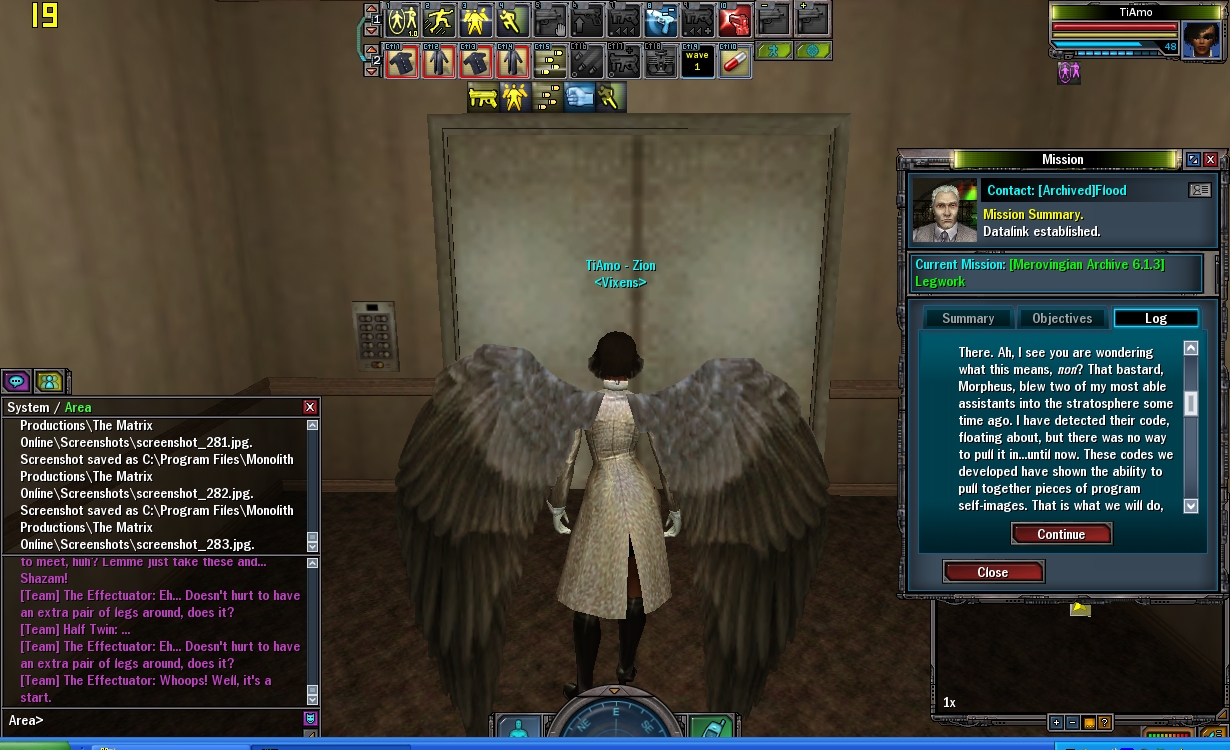 19
1
1.0
2
wave
1
TiAmo
48
Mission
Contact: [Archived]Flood
Mission Summary.
Datalink established.
Current Mission: [Merovingian Archive 6.1.3]
Legwork
Summary
Objectives
Log
There. Ah, I see you are wondering
what this means, non? That bastard,
Morpheus, blew two of my most able
assistants into the stratosphere some
time ago. I have detected their code,
floating about, but there was no way
to pull it in...until now. These codes we
developed have shown the ability to
pull together pieces of program
self-images. That is what we will do,
Continue
Close
TiAmo - Zion
<Vixens>
System / Area
Productions\The Matrix
Online\Screenshots\screenshot_281.jpg.
Screenshot saved as C:\Program Files\Monolith
Productions\The Matrix
Online\Screenshots\screenshot_282.jpg.
Screenshot saved as C:\Program Files\Monolith
Productions\The Matrix
Online\Screenshots\screenshot_283.jpg.
to meet, huh? Lemme just take these and...
Shazam!
[Team] The Effectuator: Eh... Doesn't hurt to have
an extra pair of legs around, does it?
[Team] Half Twin: ...
[Team] The Effectuator: Eh... Doesn't hurt to have
an extra pair of legs around, does it?
[Team] The Effectuator: Whoops! Well, it's a
start.
Area>
E
1x